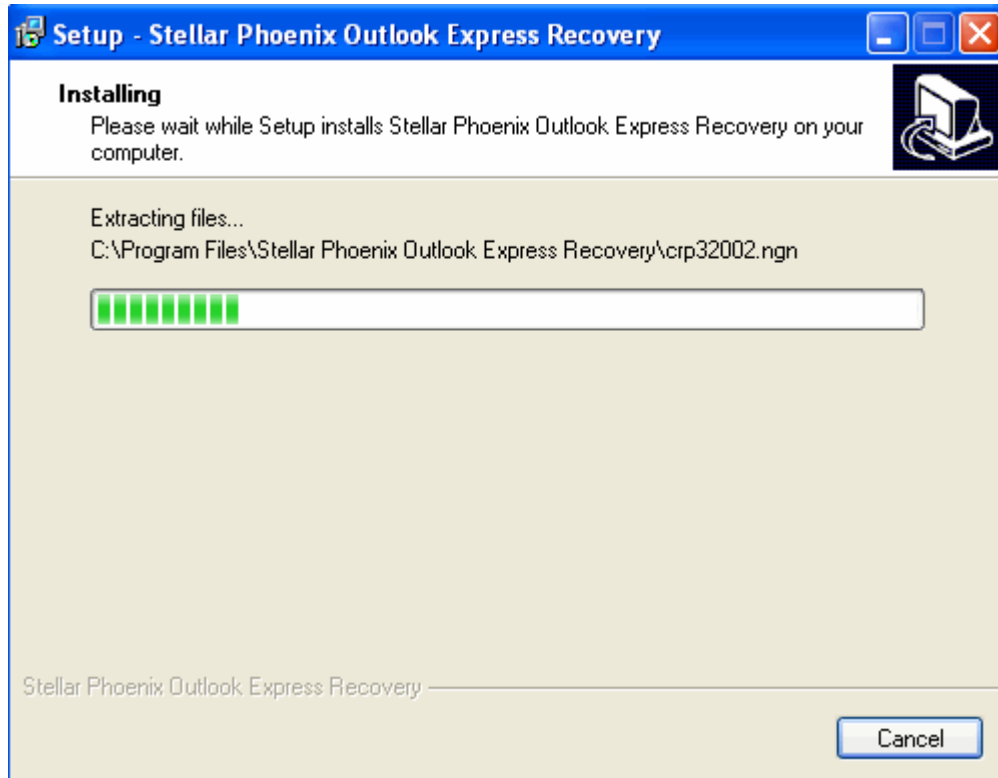 Setup - Stellar Phoenix Outlook Express Recovery
Installing
Please wait while Setup installs Stellar Phoenix Outlook Express Recovery on your
computer.
Extracting files...
C:\Program Files\Stellar Phoenix Outlook Express Recovery\crp32002.ngn
Stellar Phoenix Outlook Express Recovery
Cancel